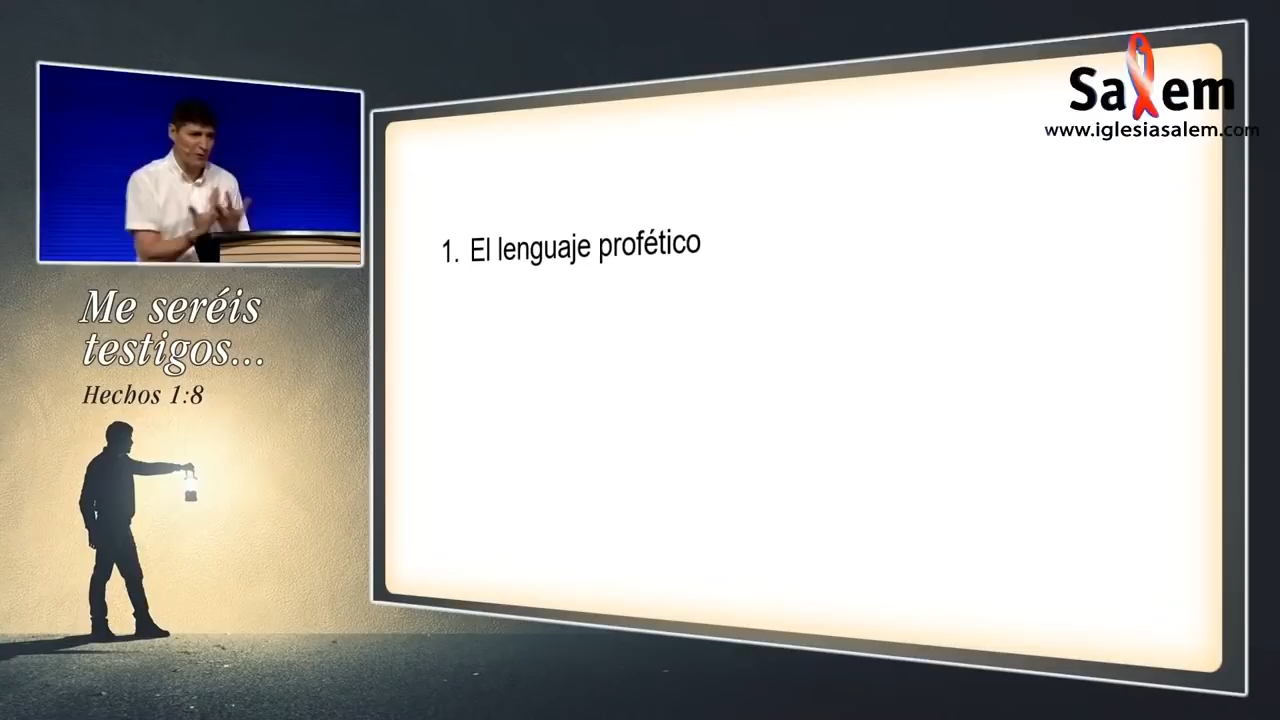 Salem
www.iglesiasalem.com
1. El lenguaje profético
Me seréis
testigos...
Hechos 1:8